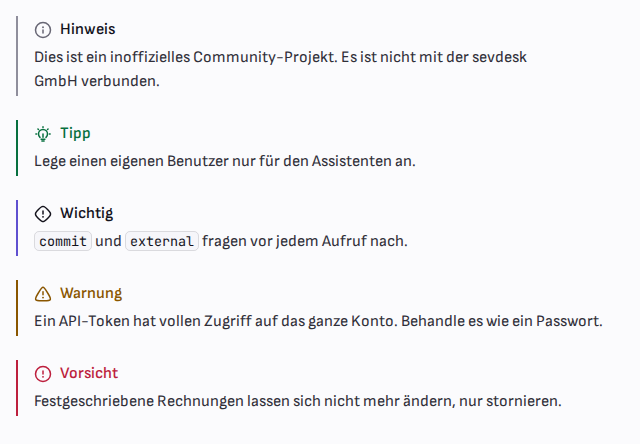 Hinweis
Dies ist ein inoffizielles Community-Projekt. Es ist nicht mit der sevdesk
GmbH verbunden.
Tipp
Lege einen eigenen Benutzer nur für den Assistenten an.
Wichtig
commit und external fragen vor jedem Aufruf nach.
Warnung
Ein API-Token hat vollen Zugriff auf das ganze Konto. Behandle es wie ein Passwort.
Vorsicht
Festgeschriebene Rechnungen lassen sich nicht mehr ändern, nur stornieren.